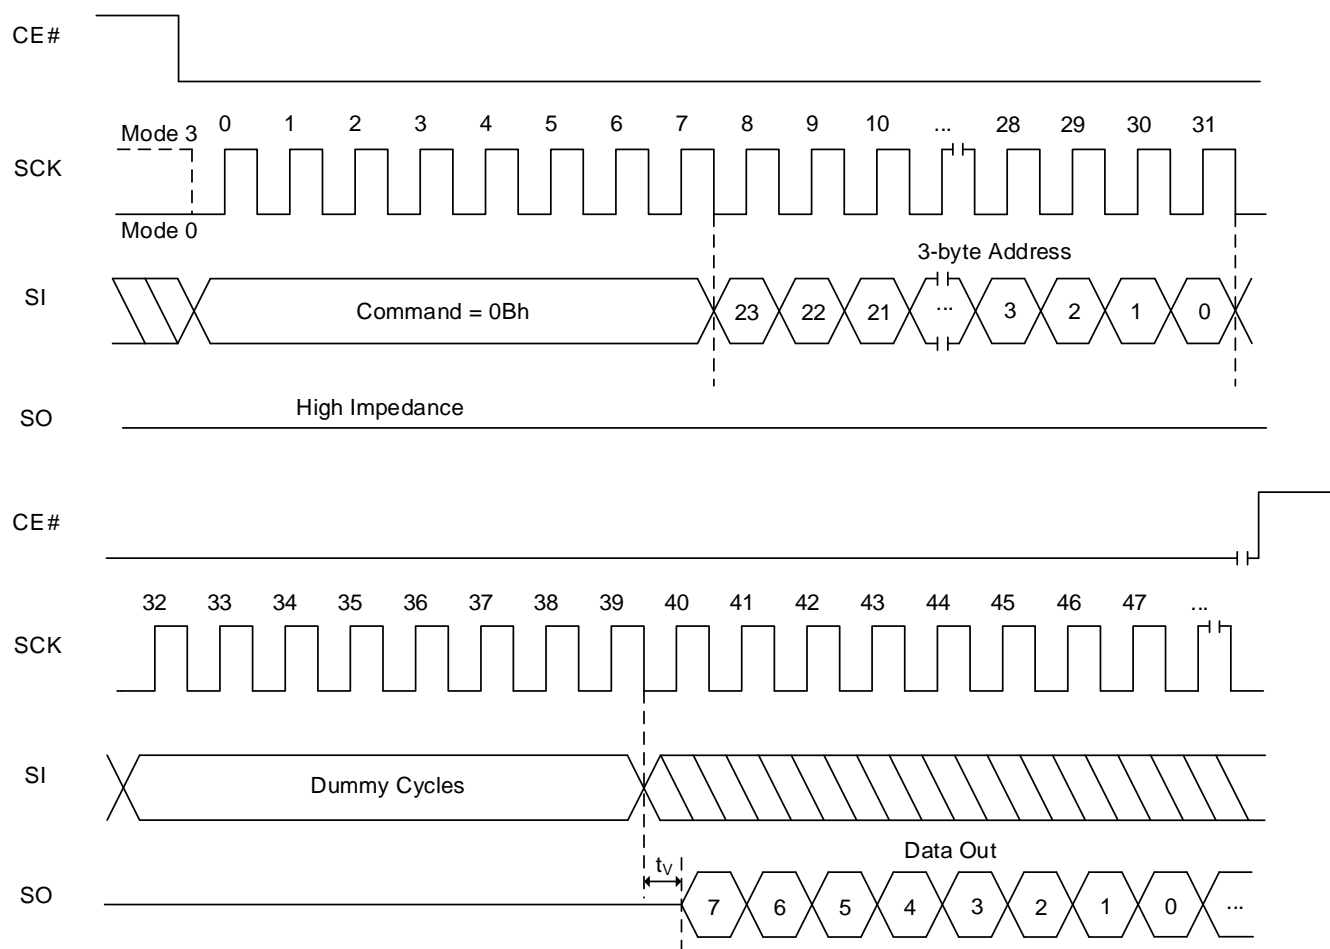 CE#
Mode 3 0 1 2 3 4 5 6 7 8 9 10 ... 28 29 30 31
SCK
Mode 0
3-byte Address
SI
Command = 0Bh 23 22 21 ... 3 2 1 0
High Impedance
SO
CE#
32 33 34 35 36 37 38 39 40 41 42 43 44 45 46 47 ...
SCK
SI
Dummy Cycles
Data Out
tV
SO
7 6 5 4 3 2 1 0 ...